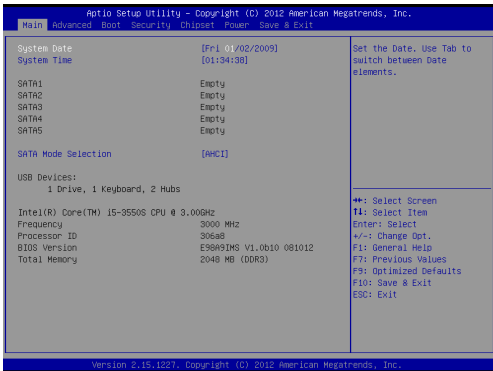 Aptio Setup Utility – Copyright (C) 2012 American Megatrends, Inc.
Main Advanced Boot Security Chipset Power Save & Exit
System Date [Fri 01/02/2009]
System Time [01:34:38]
SATA1 Empty
SATA2 Empty
SATA3 Empty
SATA4 Empty
SATA5 Empty
SATA Mode Selection [AHCI]
USB Devices:
1 Drive, 1 Keyboard, 2 Hubs
Intel(R) Core(TM) i5-3550S CPU @ 3.00GHz
Frequency 3000 MHz
Processor ID 306a8
BIOS Version E98A9IMS V1.0b10 081012
Total Memory 2048 MB (DDR3)
Set the Date. Use Tab to
switch between Date
elements.
→←: Select Screen
↑↓: Select Item
Enter: Select
+/-: Change Opt.
F1: General Help
F7: Previous Values
F9: Optimized Defaults
F10: Save & Exit
ESC: Exit
Version 2.15.1227. Copyright (C) 2012 American Megatrends, Inc.